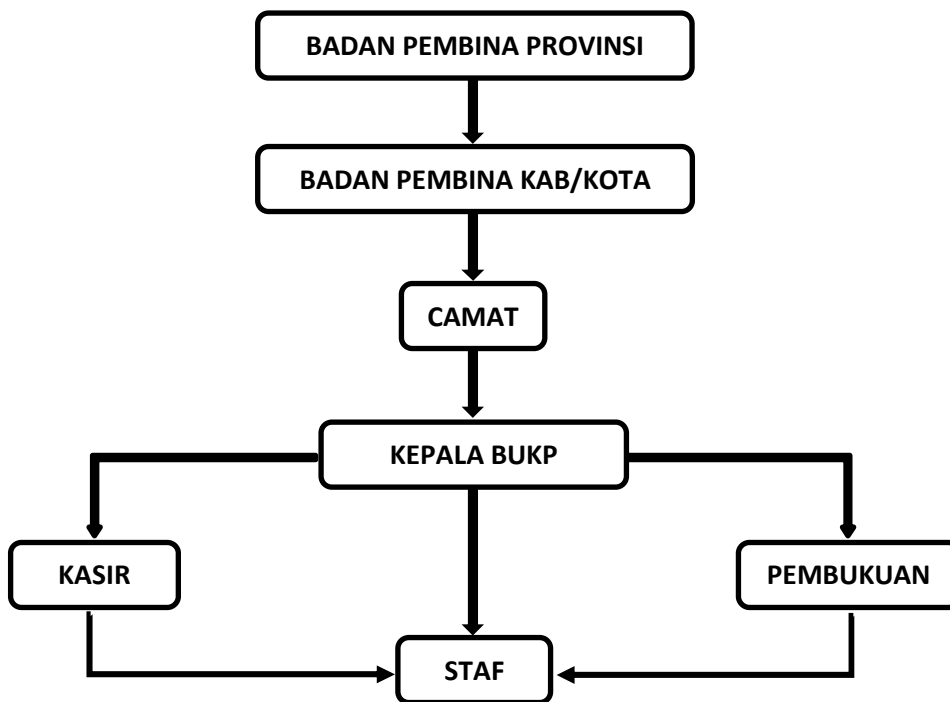 BADAN PEMBINA PROVINSI
BADAN PEMBINA KAB/KOTA
CAMAT
KEPALA BUKP
KASIR
PEMBUKUAN
STAF